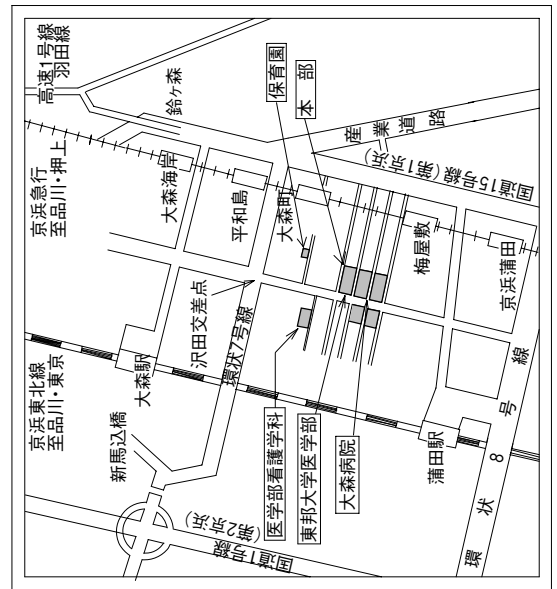 高速1号線
羽田線
鈴ヶ森
保育園
本部
産業道路
国道15号線(第1京浜)
京浜急行
至品川・押上
大森海岸
平和島
大森町
梅屋敷
京浜蒲田
沢田交差点
環状7号線
京浜東北線
至品川・東京
大森駅
新馬込橋
医学部看護学科
東邦大学医学部
大森病院
蒲田駅
環状8号線
国道1号線
(第2京浜)